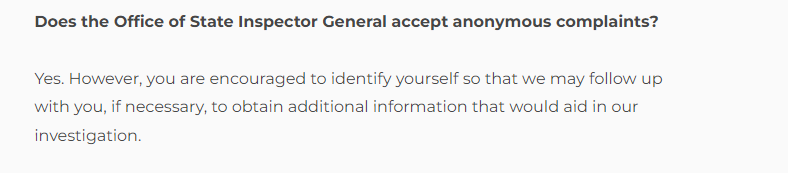 Does the Office of State Inspector General accept anonymous complaints?
Yes. However, you are encouraged to identify yourself so that we may follow up
with you, if necessary, to obtain additional information that would aid in our
investigation.